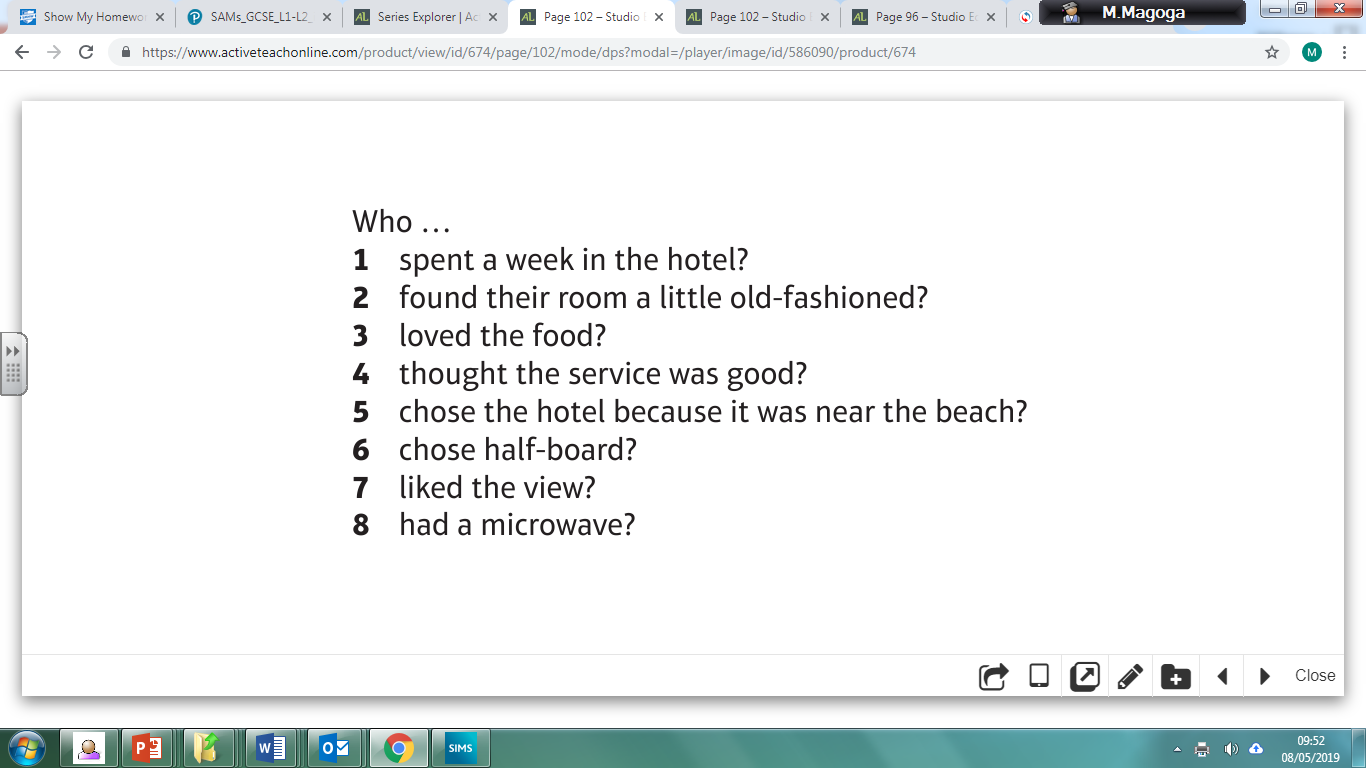 M.Magoga
Show My Homewor
SAMs_GCSE_L1-L2_
Series Explorer | Ac
Page 102 – Studio
Page 102 – Studio
Page 96 – Studio Ed
https://www.activeteachonline.com/product/view/id/674/page/102/mode/dps?modal=/player/image/id/586090/product/674
M
Who …
1 spent a week in the hotel?
2 found their room a little old-fashioned?
3 loved the food?
4 thought the service was good?
5 chose the hotel because it was near the beach?
6 chose half-board?
7 liked the view?
8 had a microwave?
Close
SIMS
09:52
08/05/2019